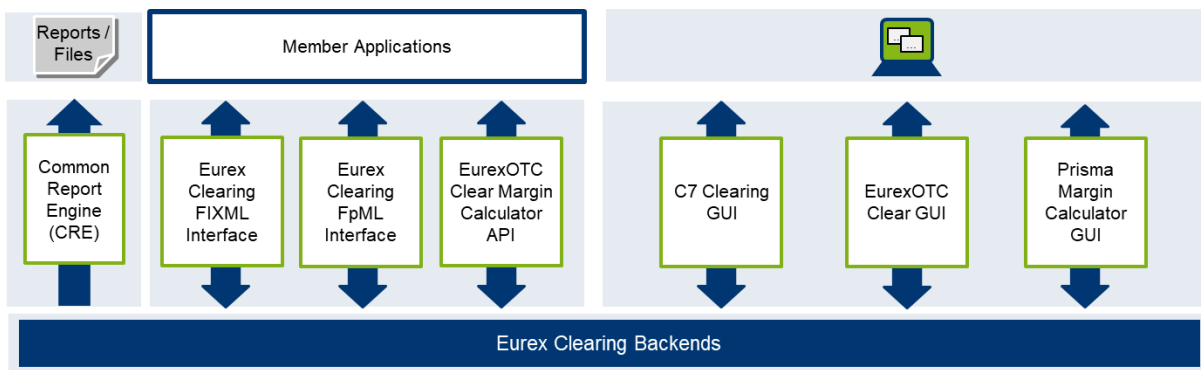 Reports /
Files
Member Applications
...
...
Common
Report
Engine
(CRE)
Eurex
Clearing
FIXML
Interface
Eurex
Clearing
FpML
Interface
EurexOTC
Clear Margin
Calculator
API
C7 Clearing
GUI
EurexOTC
Clear GUI
Prisma
Margin
Calculator
GUI
Eurex Clearing Backends